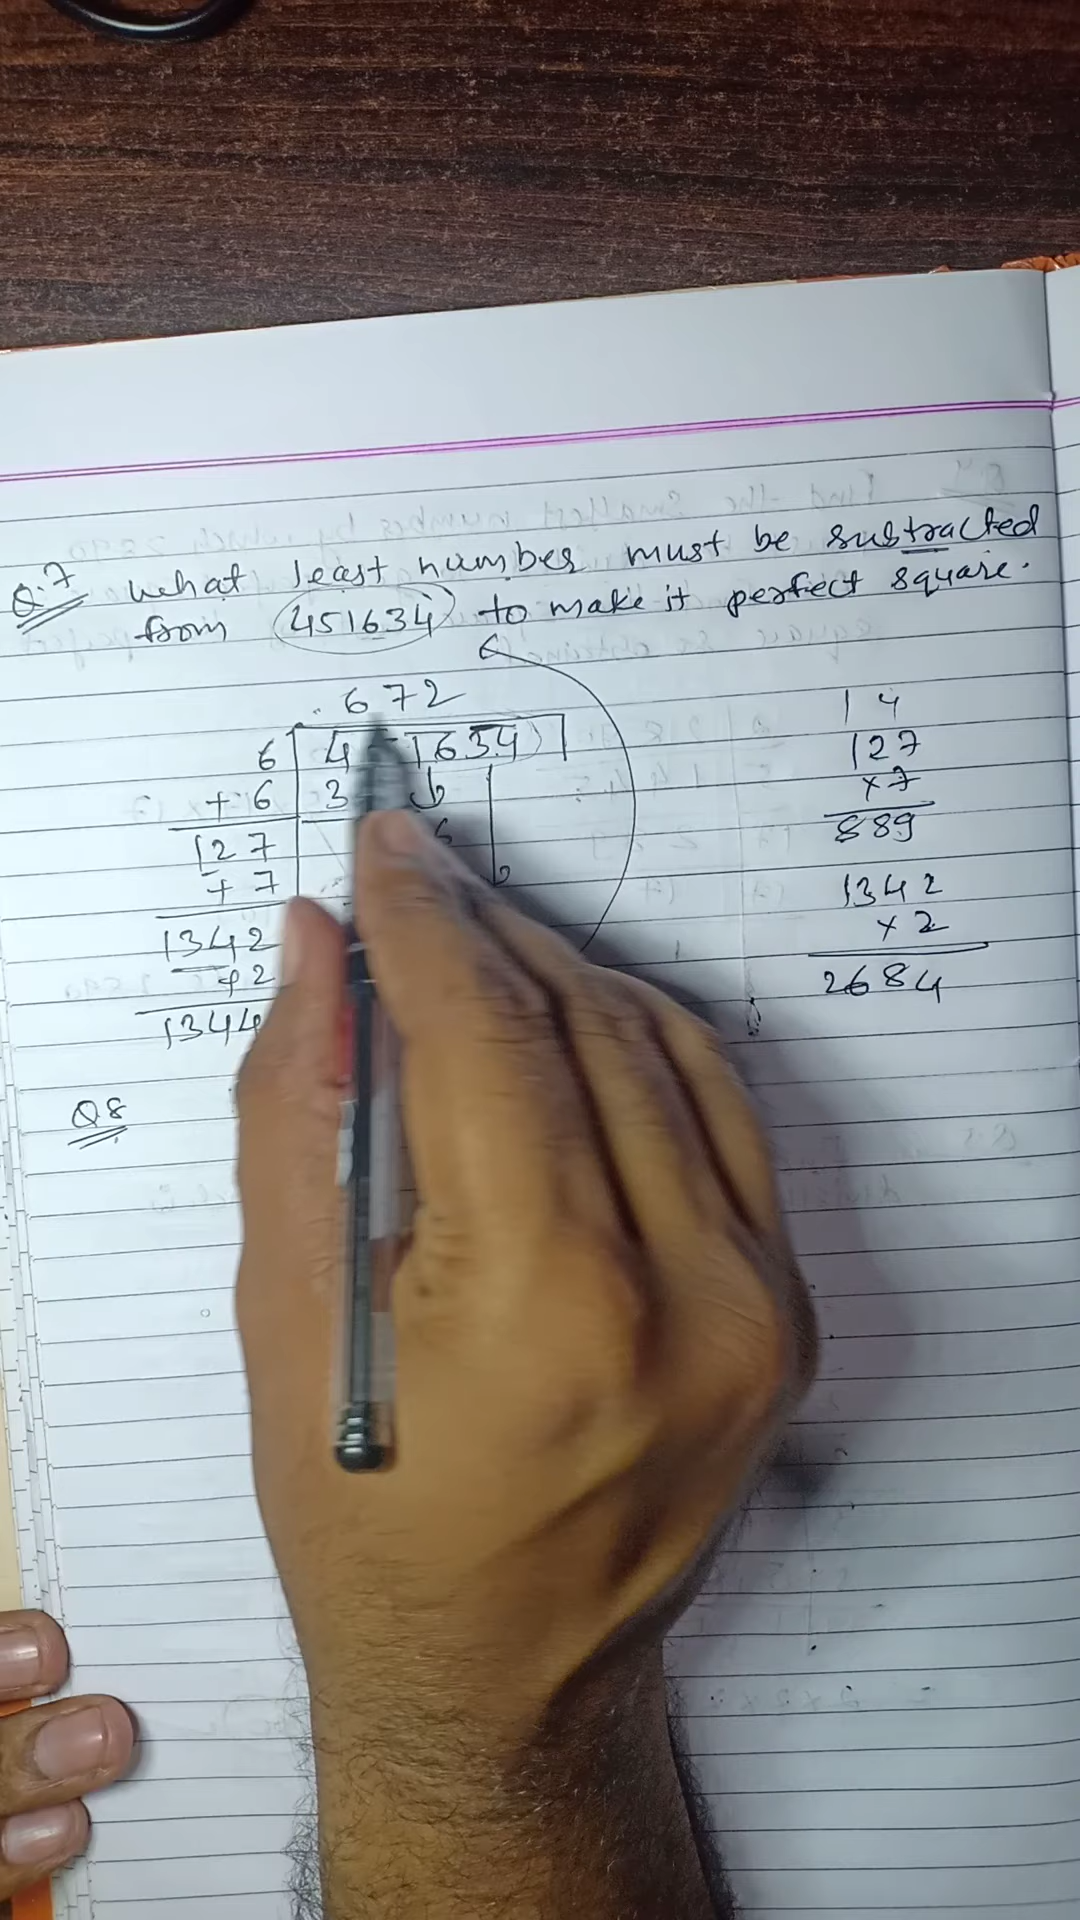 Q.7 What least number must be subtracted
from 451634 to make it perfect square.
672
6 4 1634
+ 6 3
127 6
+ 7
1342
+2
1344
14
127
x 7
889
1342
x 2
2684
Q8